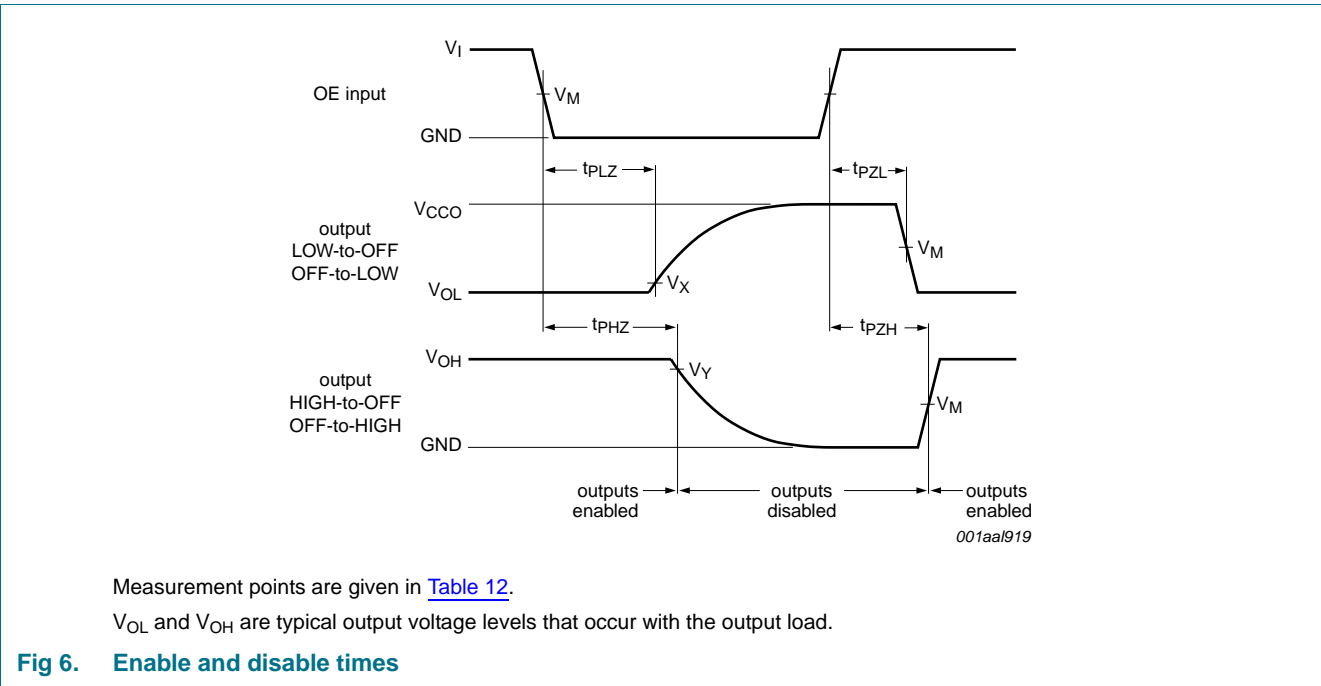 VI
OE input
VM
GND
tPLZ
tPZL
VCCO
output
LOW-to-OFF
OFF-to-LOW
VM
VX
VOL
tPHZ
tPZH
VOH
VY
output
HIGH-to-OFF
OFF-to-HIGH
VM
GND
outputs
enabled
outputs
disabled
outputs
enabled
001aal919
Measurement points are given in Table 12.
VOL and VOH are typical output voltage levels that occur with the output load.
Fig 6. Enable and disable times